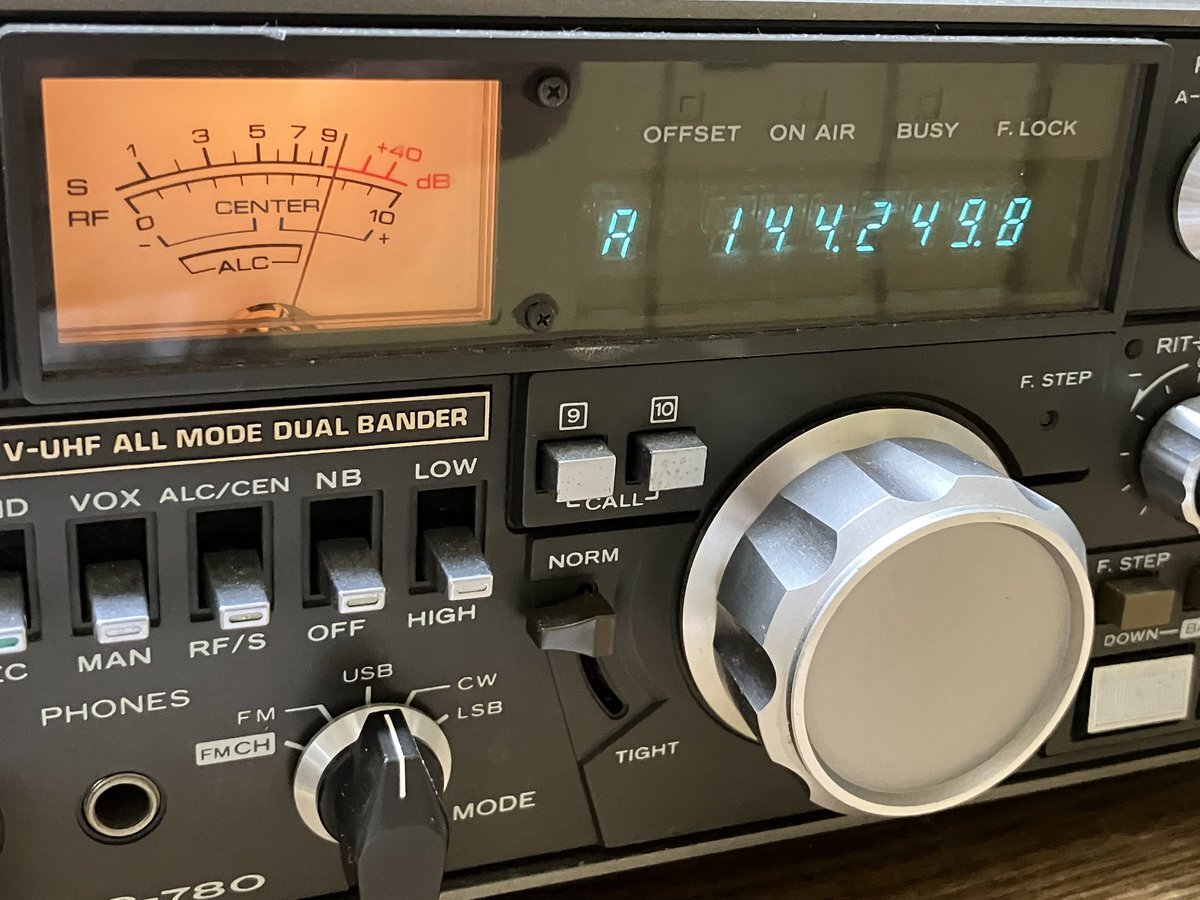 1 3 5 7 9 +40
S dB
RF 0 CENTER 10
- +
ALC
OFFSET ON AIR BUSY F. LOCK
A 144.249.8
A-
RIT
F. STEP
9 10
CALL
V-UHF ALL MODE DUAL BANDER
VOX ALC/CEN NB LOW
MAN RF/S OFF HIGH
NORM
TIGHT
F. STEP
DOWN
PHONES
USB
FM CW
FM CH LSB
MODE
-780